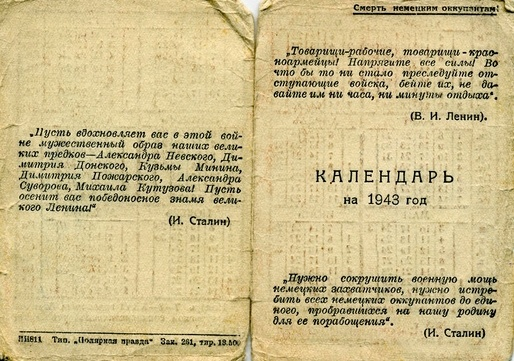 „Пусть вдохновляет вас в этой вой-
не мужественный образ наших вели-
ких предков—Александра Невского, Ди-
митрия Донского, Кузьмы Минина,
Димитрия Пожарского, Александра
Суворова, Михаила Кутузова! Пусть
осенит вас победоносное знамя вели-
кого Ленина!“
(И. Сталин)
Тип. „Полярная правда“ Зак. 261, тир. 13.500
Смерть немецким оккупантам!
„Товарищи-рабочие, товарищи-крас-
ноармейцы! Напрягите все силы! Во
что бы то ни стало преследуйте от-
ступающие войска, бейте их, не да-
вайте им ни часа, ни минуты отдыха“.
(В. И. Ленин).
КАЛЕНДАРЬ
на 1943 год
„Нужно сокрушить военную мощь
немецких захватчиков, нужно истре-
бить всех немецких оккупантов до еди-
ного, пробравшихся на нашу родину
для ее порабощения“.
(И. Сталин)